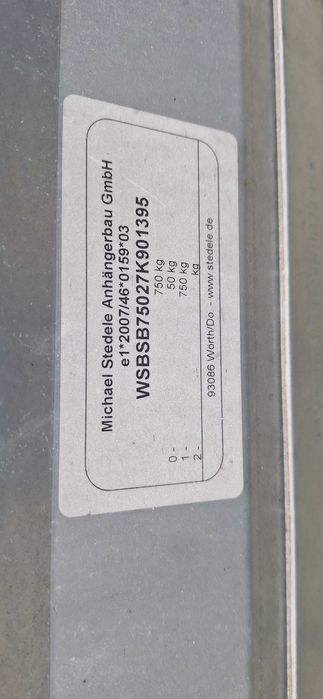 Michael Stedele Anhängerbau GmbH
e1*2007/46*0159*03
WSBSB75027K901395
750 kg
0 - 50 kg
1 - 750 kg
2 - kg
93086 Wörth/Do. - www.stedele.de